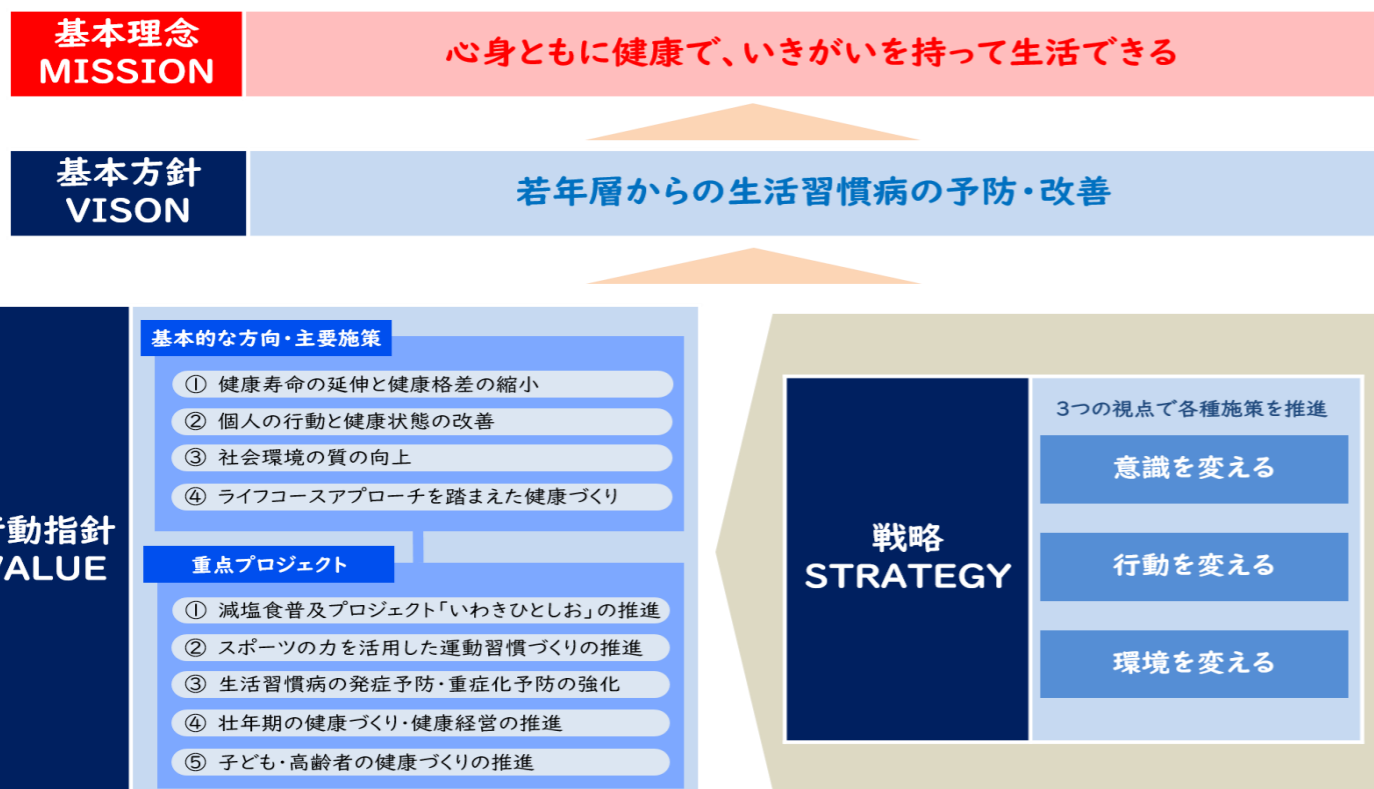 基本理念
MISSION
心身ともに健康で、いきがいを持って生活できる
基本方針
VISON
若年層からの生活習慣病の予防・改善
行動指針
VALUE
基本的な方向・主要施策
① 健康寿命の延伸と健康格差の縮小
② 個人の行動と健康状態の改善
③ 社会環境の質の向上
④ ライフコースアプローチを踏まえた健康づくり
重点プロジェクト
① 減塩食普及プロジェクト「いわきひとしお」の推進
② スポーツの力を活用した運動習慣づくりの推進
③ 生活習慣病の発症予防・重症化予防の強化
④ 壮年期の健康づくり・健康経営の推進
⑤ 子ども・高齢者の健康づくりの推進
戦略
STRATEGY
3つの視点で各種施策を推進
意識を変える
行動を変える
環境を変える